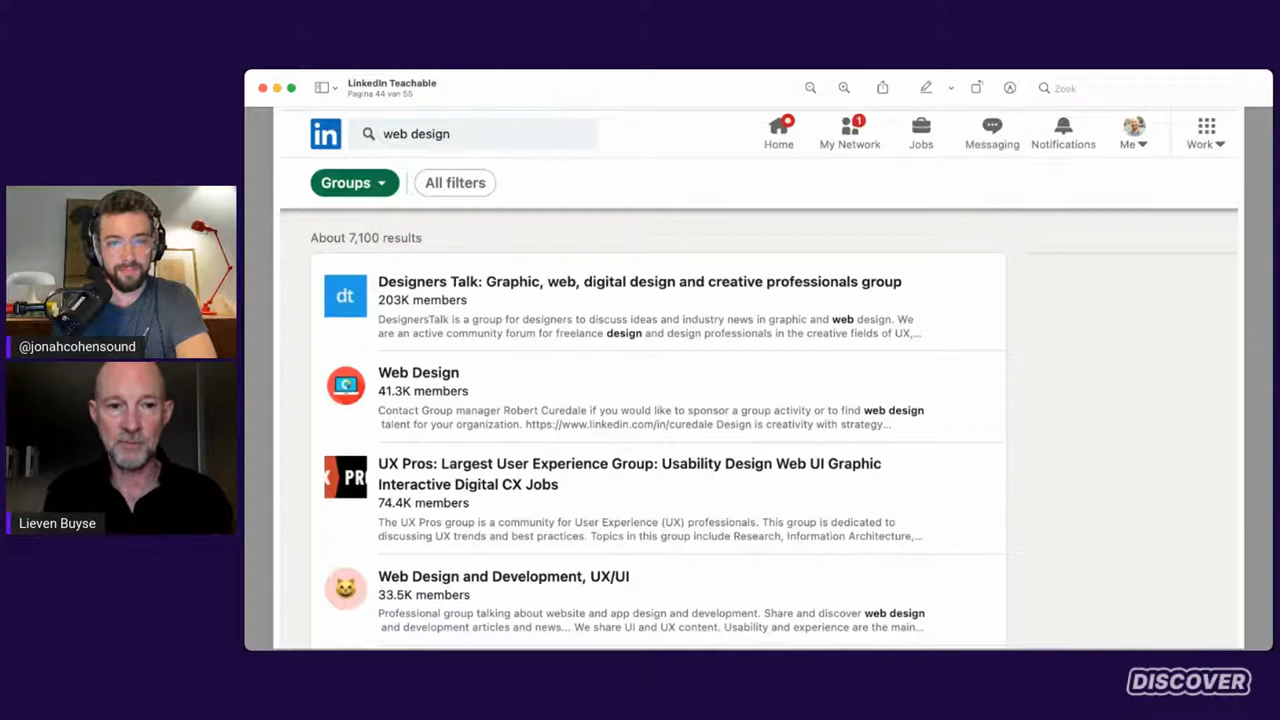 LinkedIn Teachable
Pagina 44 van 55
Zoek
in
web design
1
Home
My Network
Jobs
Messaging
Notifications
Me
Work
Groups
All filters
About 7,100 results
dt
Designers Talk: Graphic, web, digital design and creative professionals group
203K members
DesignersTalk is a group for designers to discuss ideas and industry news in graphic and web design. We
are an active community forum for freelance design and design professionals in the creative fields of UX,...
Web Design
41.3K members
Contact Group manager Robert Curedale if you would like to sponsor a group activity or to find web design
talent for your organization. https://www.linkedin.com/in/curedale Design is creativity with strategy...
X PRO
UX Pros: Largest User Experience Group: Usability Design Web UI Graphic
Interactive Digital CX Jobs
74.4K members
The UX Pros group is a community for User Experience (UX) professionals. This group is dedicated to
discussing UX trends and best practices. Topics in this group include Research, Information Architecture,...
Web Design and Development, UX/UI
33.5K members
Professional group talking about website and app design and development. Share and discover web design
and development articles and news... We share UI and UX content. Usability and experience are the main...
@jonahcohensound
Lieven Buyse
DISCOVER